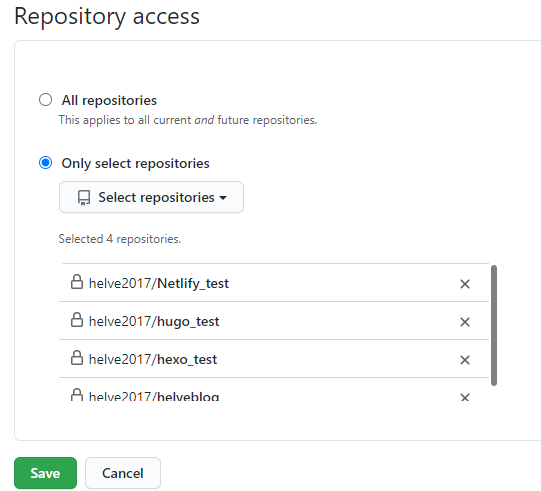 Repository access
All repositories
This applies to all current and future repositories.
Only select repositories
Select repositories
Selected 4 repositories.
helve2017/Netlify_test
helve2017/hugo_test
helve2017/hexo_test
helve2017/helveblog
Save
Cancel